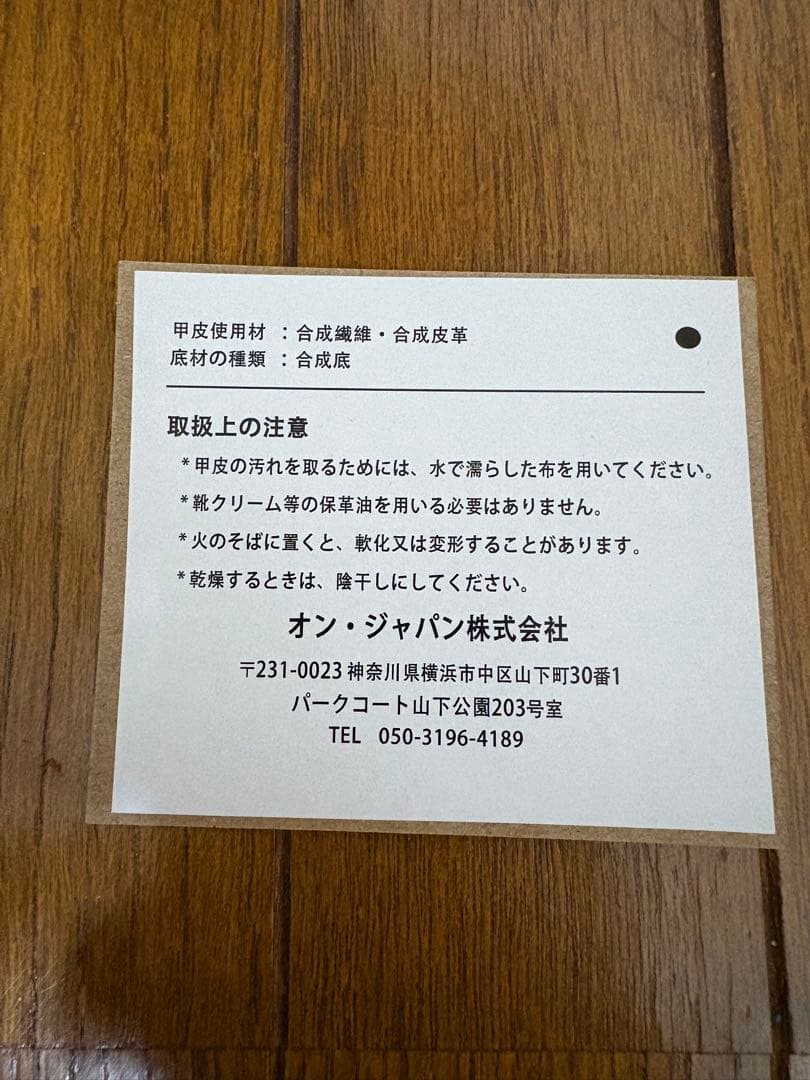 甲皮使用材 ：合成繊維・合成皮革
底材の種類 ：合成底
取扱上の注意
*甲皮の汚れを取るためには、水で濡らした布を用いてください。
*靴クリーム等の保革油を用いる必要はありません。
*火のそばに置くと、軟化又は変形することがあります。
*乾燥するときは、陰干しにしてください。
オン・ジャパン株式会社
〒231-0023 神奈川県横浜市中区山下町30番1
パークコート山下公園203号室
TEL 050-3196-4189